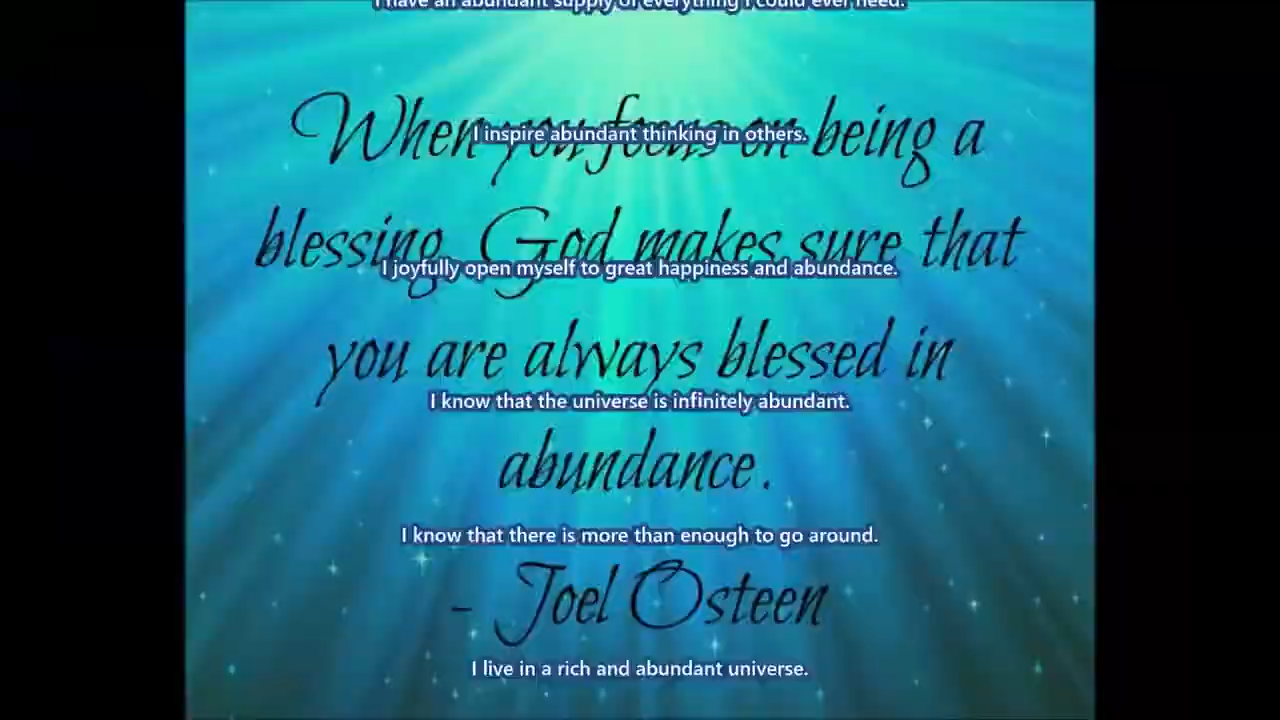 I have an abundant supply of everything I could ever need.
When you focus on being a
I inspire abundant thinking in others.
blessing, God makes sure that
I joyfully open myself to great happiness and abundance.
you are always blessed in
I know that the universe is infinitely abundant.
abundance.
I know that there is more than enough to go around.
- Joel Osteen
I live in a rich and abundant universe.